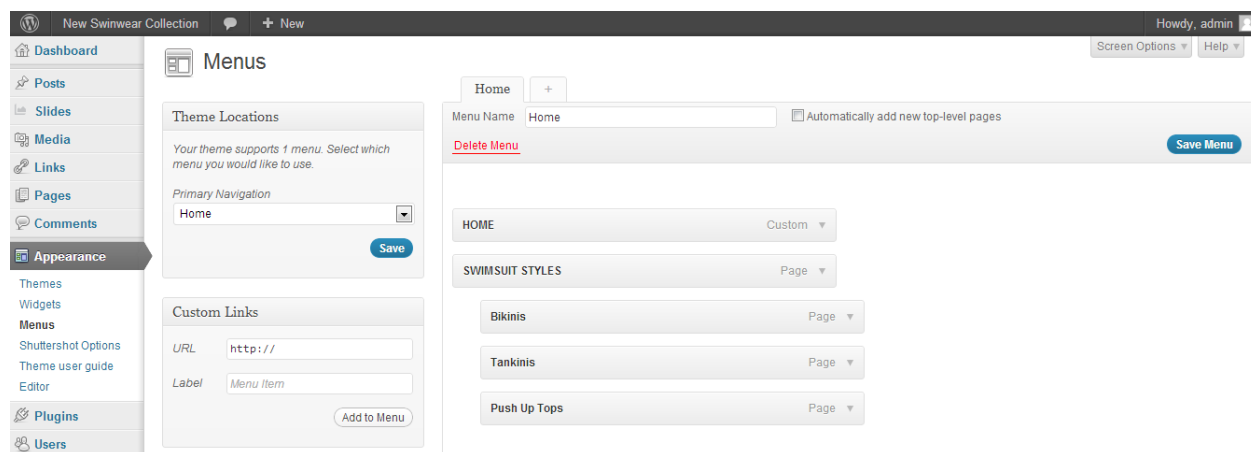 New Swinwear Collection + New Howdy, admin
Screen Options Help
Dashboard
Posts
Slides
Media
Links
Pages
Comments
Appearance
Themes
Widgets
Menus
Shuttershot Options
Theme user guide
Editor
Plugins
Users
Menus
Theme Locations
Your theme supports 1 menu. Select which
menu you would like to use.
Primary Navigation
Home
Save
Custom Links
URL http://
Label Menu Item
Add to Menu
Home +
Menu Name Home Automatically add new top-level pages
Delete Menu Save Menu
HOME Custom
SWIMSUIT STYLES Page
Bikinis Page
Tankinis Page
Push Up Tops Page